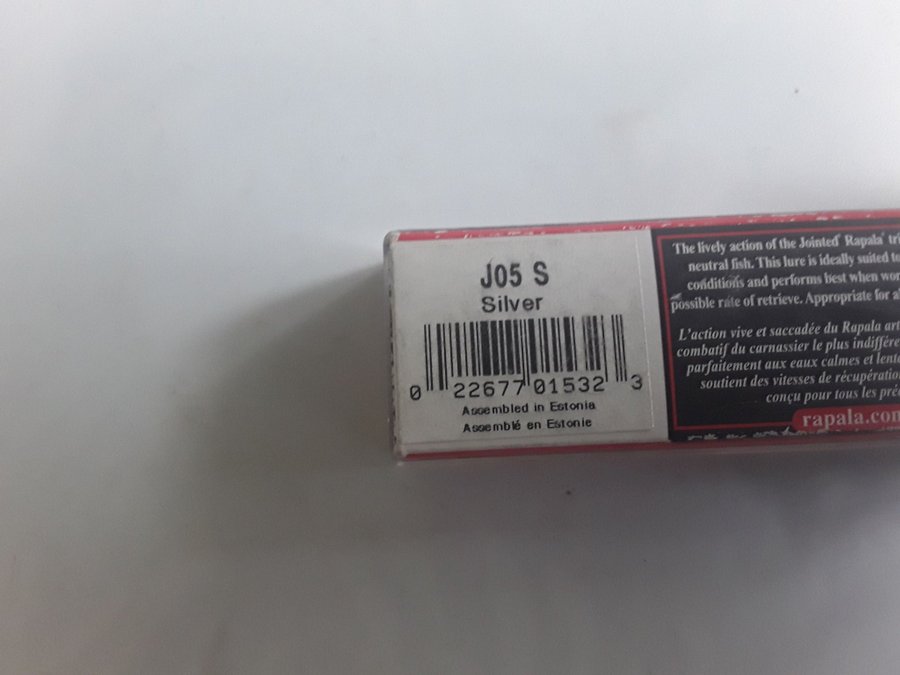 J05 S
Silver
0 22677 01532 3
Assembled in Estonia
Assemblé en Estonie
The lively action of the Jointed Rapala
neutral fish. This lure is ideally suited
conditions and performs best when
possible rate of retrieve. Appropriate for
L'action vive et saccadée du Rapala
combatif du carnassier le plus
parfaitement aux eaux calmes et
soutient des vitesses de
conçu pour tous les
rapala.com